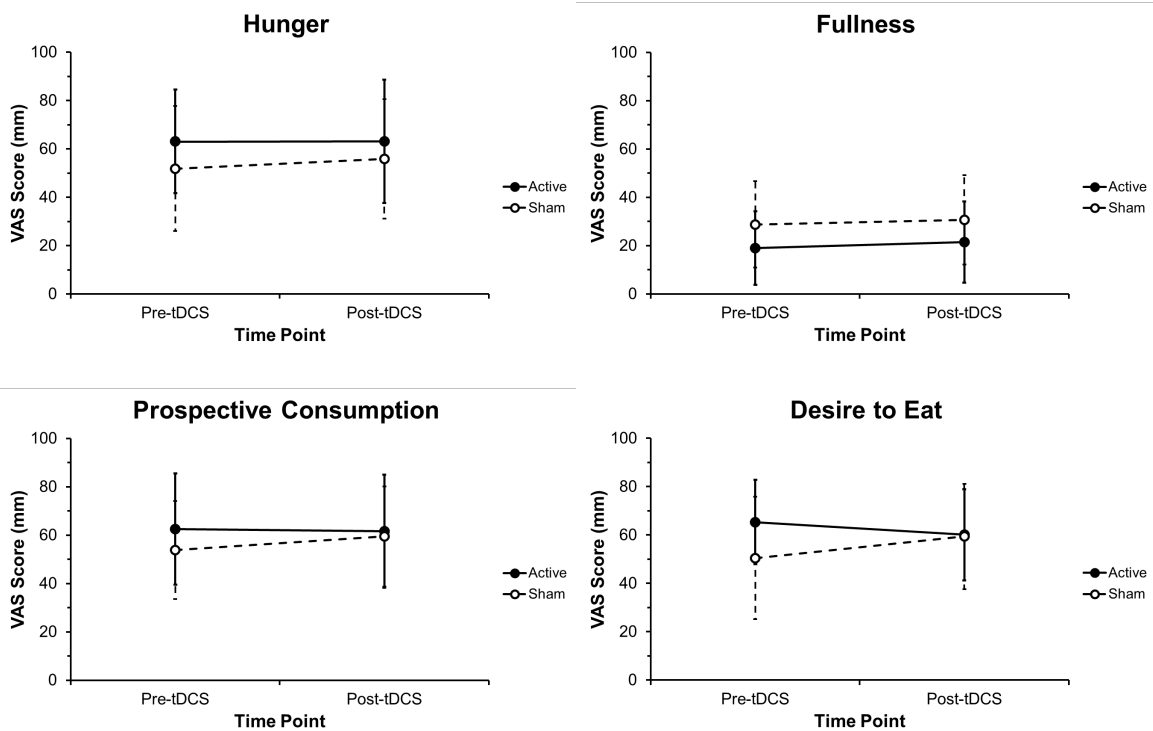 Hunger
100
80
60
40
20
0
VAS Score (mm)
Pre-tDCS Post-tDCS
Time Point
Active
Sham
Fullness
100
80
60
40
20
0
VAS Score (mm)
Pre-tDCS Post-tDCS
Time Point
Active
Sham
Prospective Consumption
100
80
60
40
20
0
VAS Score (mm)
Pre-tDCS Post-tDCS
Time Point
Active
Sham
Desire to Eat
100
80
60
40
20
0
VAS Score (mm)
Pre-tDCS Post-tDCS
Time Point
Active
Sham